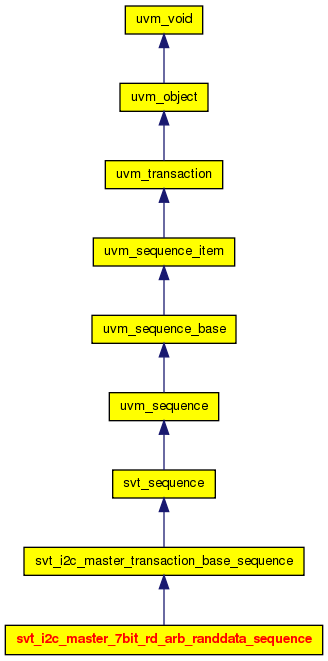 uvm_void
uvm_object
uvm_transaction
uvm_sequence_item
uvm_sequence_base
uvm_sequence
svt_sequence
svt_i2c_master_transaction_base_sequence
svt_i2c_master_7bit_rd_arb_randdata_sequence